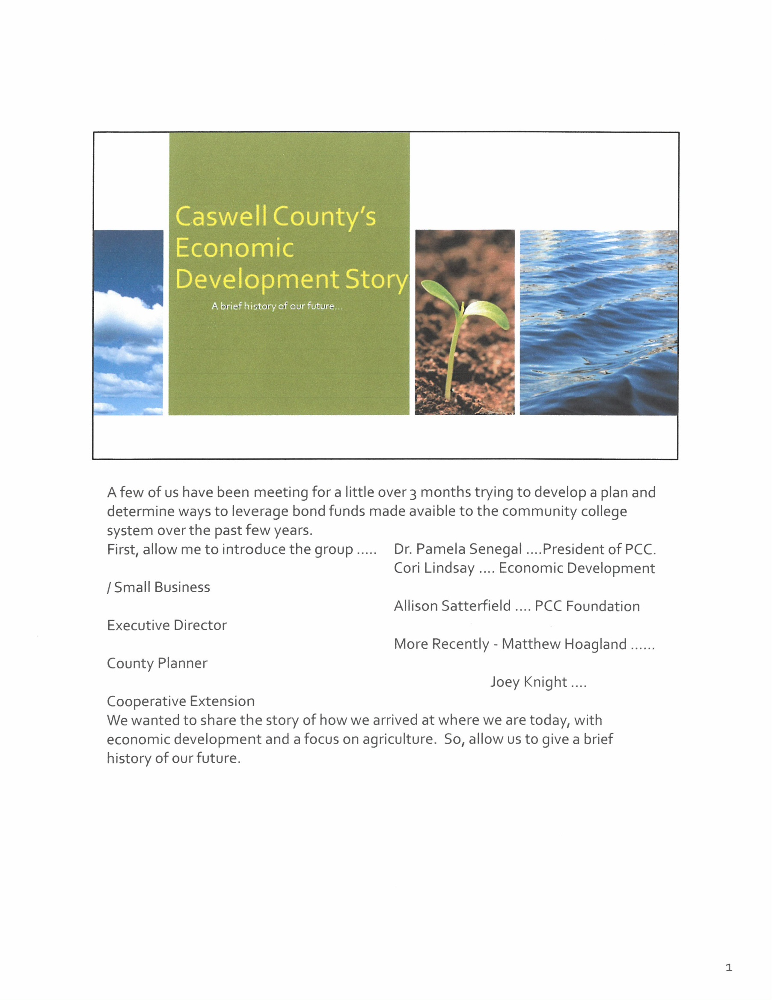 Caswell County's
Economic
Development Story
A brief history of our future...
A few of us have been meeting for a little over 3 months trying to develop a plan and
determine ways to leverage bond funds made avaible to the community college
system over the past few years.
First, allow me to introduce the group ..... Dr. Pamela Senegal ....President of PCC.
Cori Lindsay .... Economic Development
/ Small Business
Allison Satterfield .... PCC Foundation
Executive Director
More Recently - Matthew Hoagland ......
County Planner
Joey Knight ....
Cooperative Extension
We wanted to share the story of how we arrived at where we are today, with
economic development and a focus on agriculture.  So, allow us to give a brief
history of our future.
1